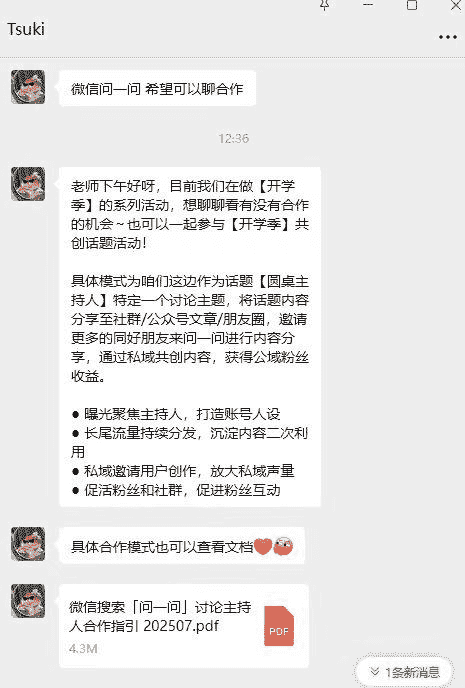 Tsuki
微信问一问 希望可以聊合作
12:36
老师下午好呀，目前我们在做【开学
季】的系列活动，想聊聊看有没有合作
的机会～也可以一起参与【开学季】共
创话题活动！
具体模式为咱们这边作为话题【圆桌主
持人】特定一个讨论主题，将话题内容
分享至社群/公众号文章/朋友圈，邀请
更多的同好朋友来问一问进行内容分
享，通过私域共创内容，获得公域粉丝
收益。
● 曝光聚焦主持人，打造账号人设
● 长尾流量持续分发，沉淀内容二次利
用
● 私域邀请用户创作，放大私域声量
● 促活粉丝和社群，促进粉丝互动
具体合作模式也可以查看文档
微信搜索「问一问」讨论主持
人合作指引 202507.pdf
PDF
4.3M
1条新消息